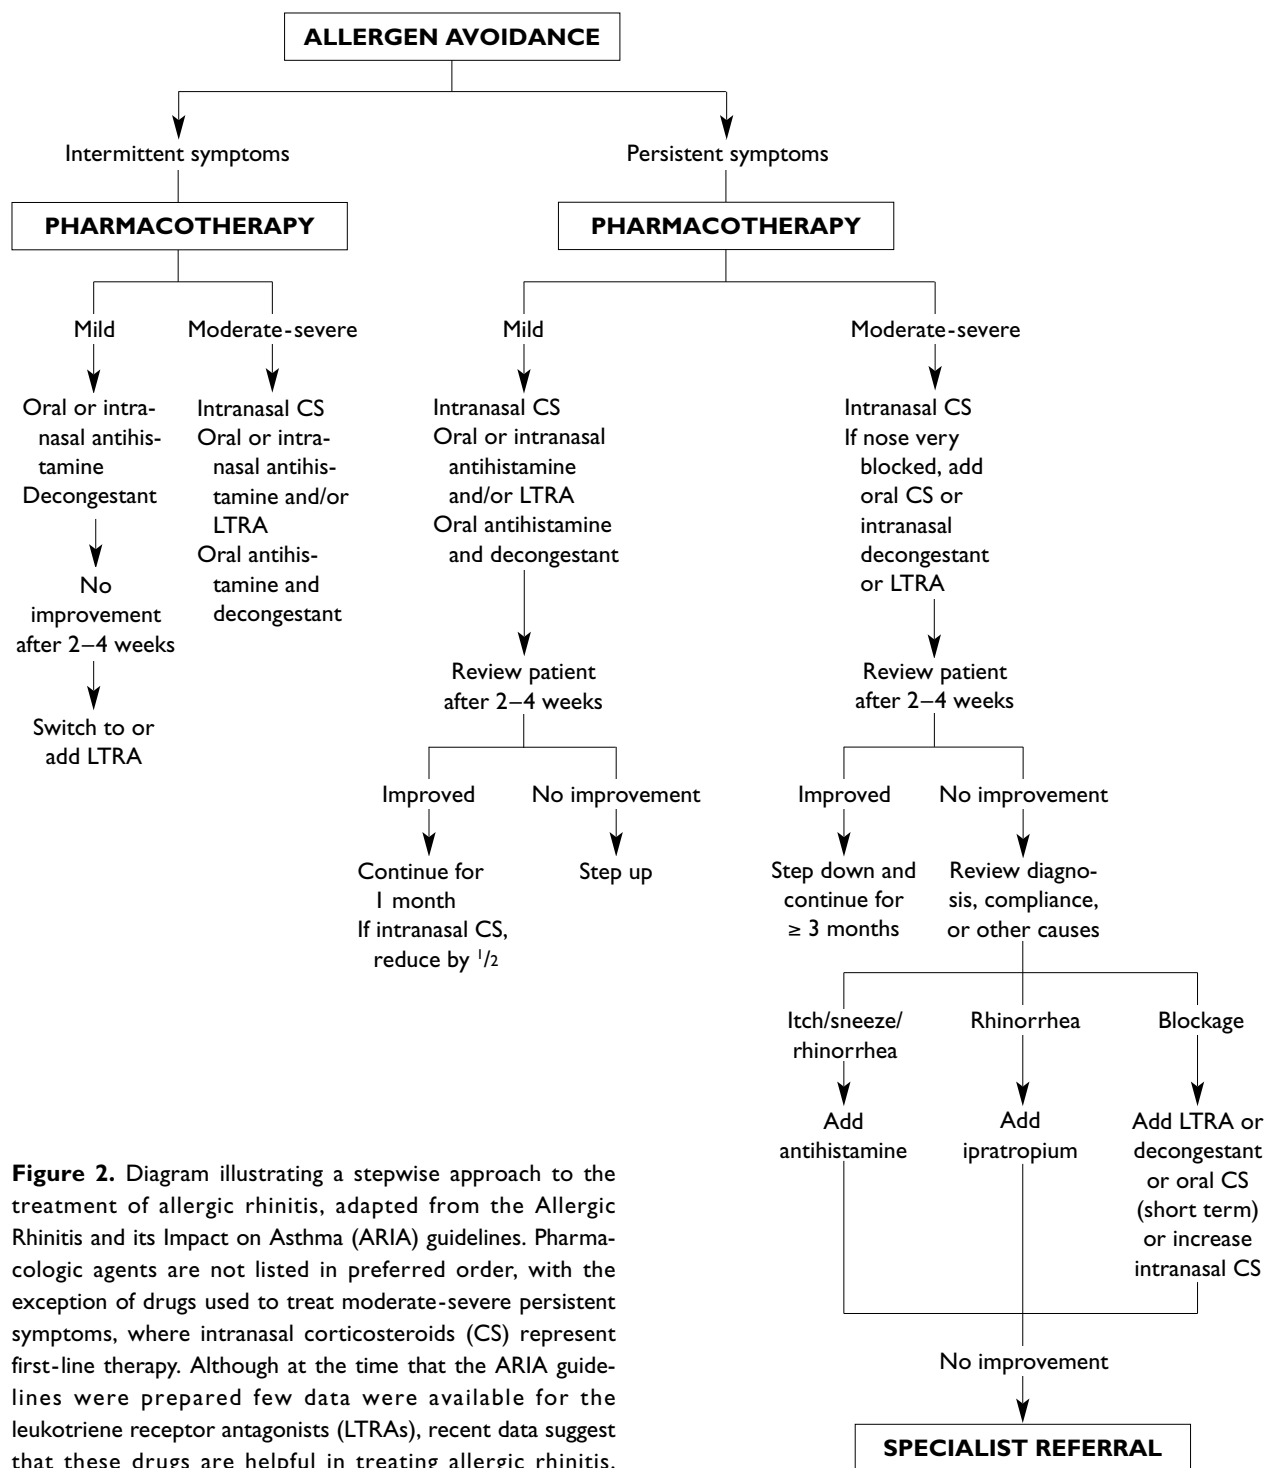 ALLERGEN AVOIDANCE
Intermittent symptoms
Persistent symptoms
PHARMACOTHERAPY
PHARMACOTHERAPY
Mild
Moderate-severe
Mild
Moderate-severe
Oral or intra-
nasal antihis-
tamine
Decongestant
No
improvement
after 2–4 weeks
Switch to or
add LTRA
Intranasal CS
Oral or intra-
nasal antihis-
tamine and/or
LTRA
Oral antihis-
tamine and
decongestant
Intranasal CS
Oral or intranasal
antihistamine
and/or LTRA
Oral antihistamine
and decongestant
Review patient
after 2–4 weeks
Improved
No improvement
Continue for
1 month
If intranasal CS,
reduce by 1/2
Step up
Intranasal CS
If nose very
blocked, add
oral CS or
intranasal
decongestant
or LTRA
Review patient
after 2–4 weeks
Improved
No improvement
Step down and
continue for
≥ 3 months
Review diagno-
sis, compliance,
or other causes
Itch/sneeze/
rhinorrhea
Rhinorrhea
Blockage
Add
antihistamine
Add
ipratropium
Add LTRA or
decongestant
or oral CS
(short term)
or increase
intranasal CS
No improvement
SPECIALIST REFERRAL
Figure 2. Diagram illustrating a stepwise approach to the
treatment of allergic rhinitis, adapted from the Allergic
Rhinitis and its Impact on Asthma (ARIA) guidelines. Pharma-
cologic agents are not listed in preferred order, with the
exception of drugs used to treat moderate-severe persistent
symptoms, where intranasal corticosteroids (CS) represent
first-line therapy. Although at the time that the ARIA guide-
lines were prepared few data were available for the
leukotriene receptor antagonists (LTRAs), recent data suggest
that these drugs are helpful in treating allergic rhinitis.